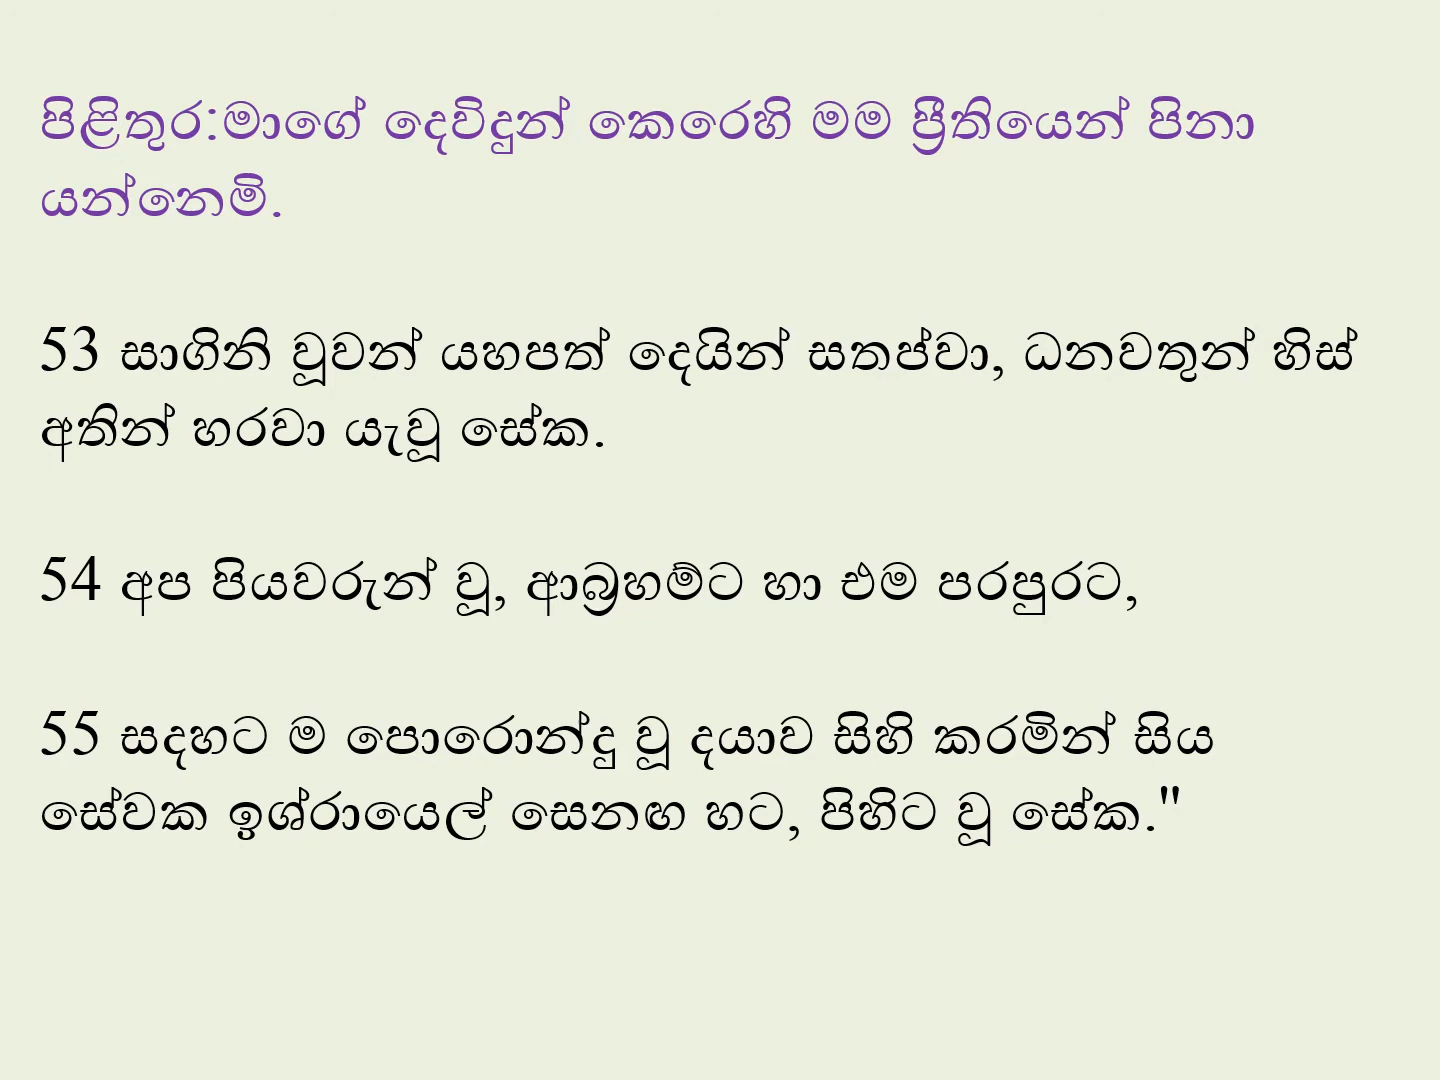 පිළිතුර:මාගේ දෙවිදුන් කෙරෙහි මම ප්‍රීතියෙන් පිනා
යන්නෙමි.
53 සාගිනි වූවන් යහපත් දෙයින් සතප්වා, ධනවතුන් හිස්
අතින් හරවා යැවූ සේක.
54 අප පියවරුන් වූ, ආබ්‍රහම්ට හා එම පරපුරට,
55 සදහට ම පොරොන්දු වූ දයාව සිහි කරමින් සිය
සේවක ඉශ්රායෙල් සෙනඟ හට, පිහිට වූ සේක."